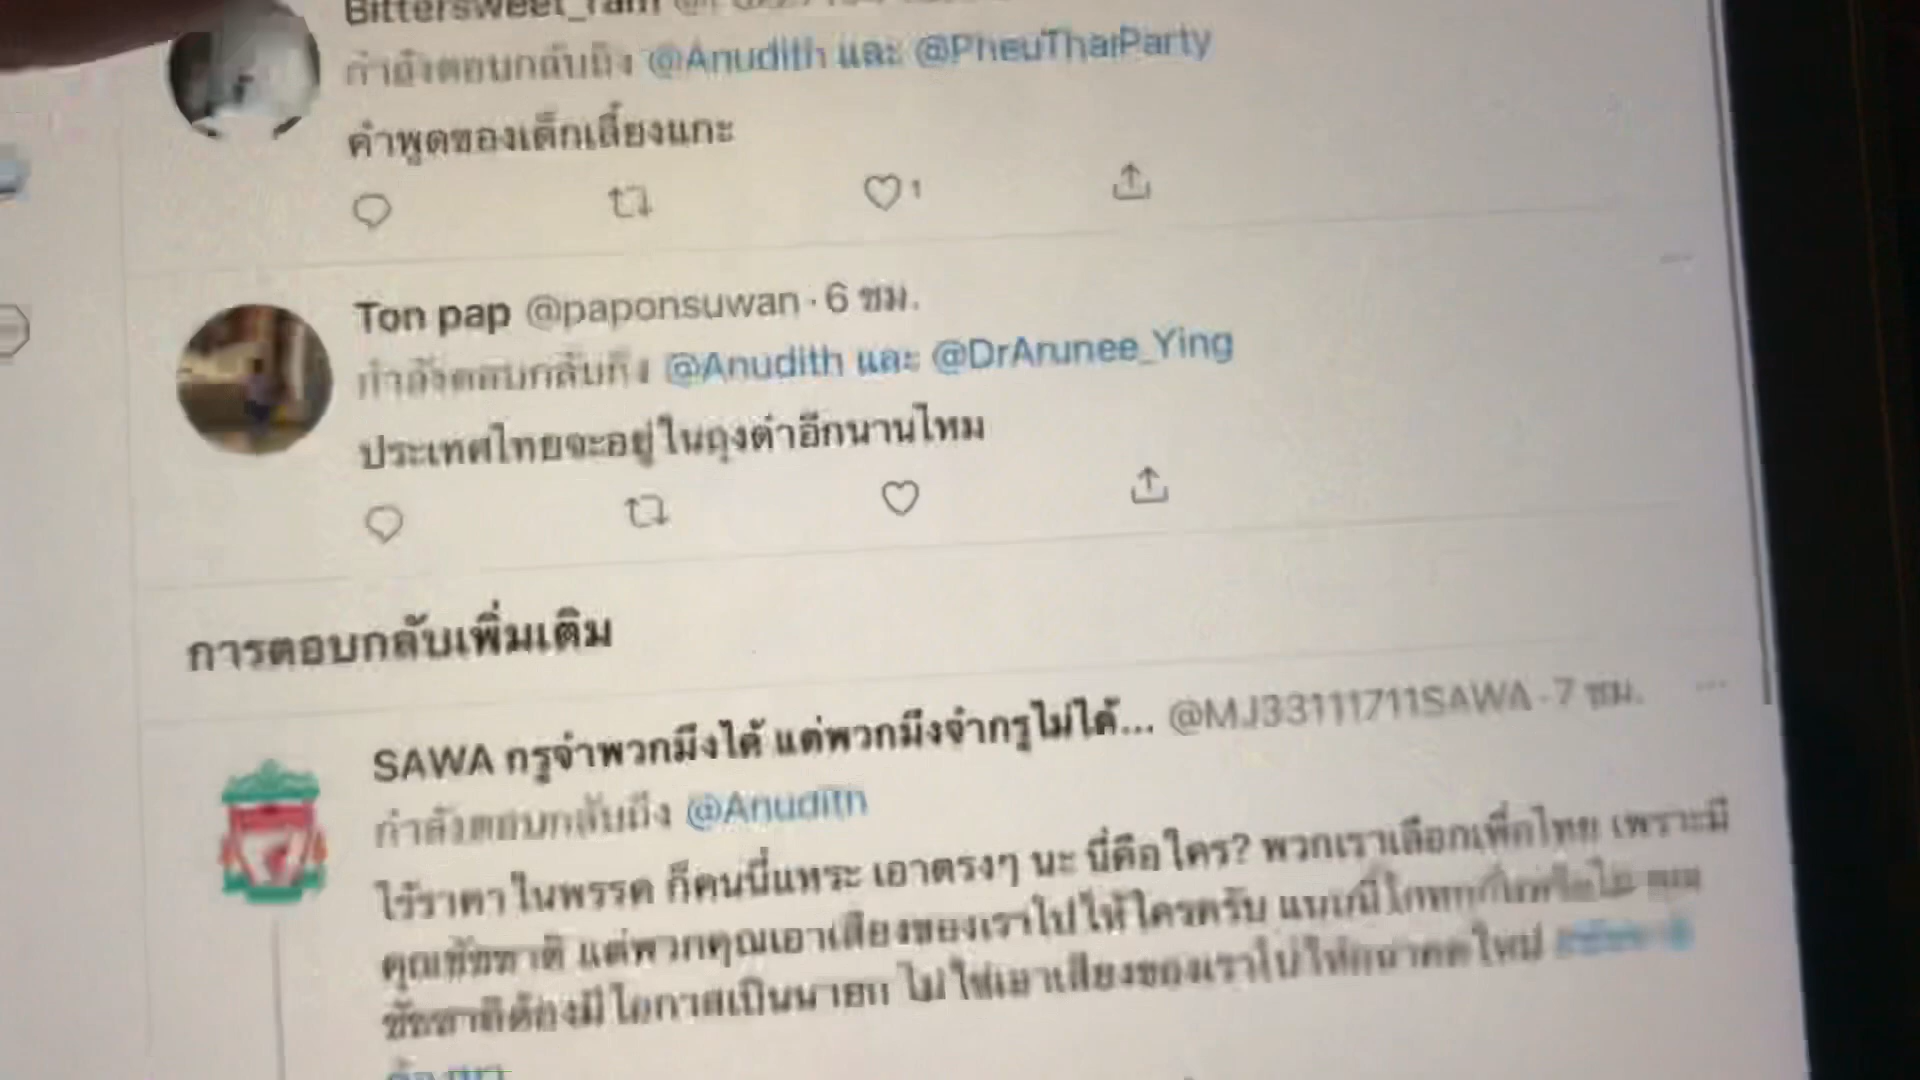 Bittersweet_rain
กำลังตอบกลับถึง @Anudith และ @PheuThaiParty
คำพูดของเด็กเลี้ยงแกะ
1
Ton pap @paponsuwan · 6 ชม.
กำลังตอบกลับถึง @Anudith และ @DrArunee_Ying
ประเทศไทยจะอยู่ในถุงดำอีกนานไหม
การตอบกลับเพิ่มเติม
SAWA กรูจำพวกมึงได้ แต่พวกมึงจำกรูไม่ได้... @MJ33111711SAWA · 7 ชม.
กำลังตอบกลับถึง @Anudith
ไร้ราคาในพรรค ก็คนนี่แหระ เอาตรงๆ นะ นี่คือใคร? พวกเราเลือกเพื่อไทย เพราะมี
คุณชัชชาติ แต่พวกคุณเอาเสียงของเราไปให้ใครครับ
ชัชชาติต้องมีโอกาสเป็นนายก ไม่ใช่เอาเสียงของเราไปให้อนาคตใหม่